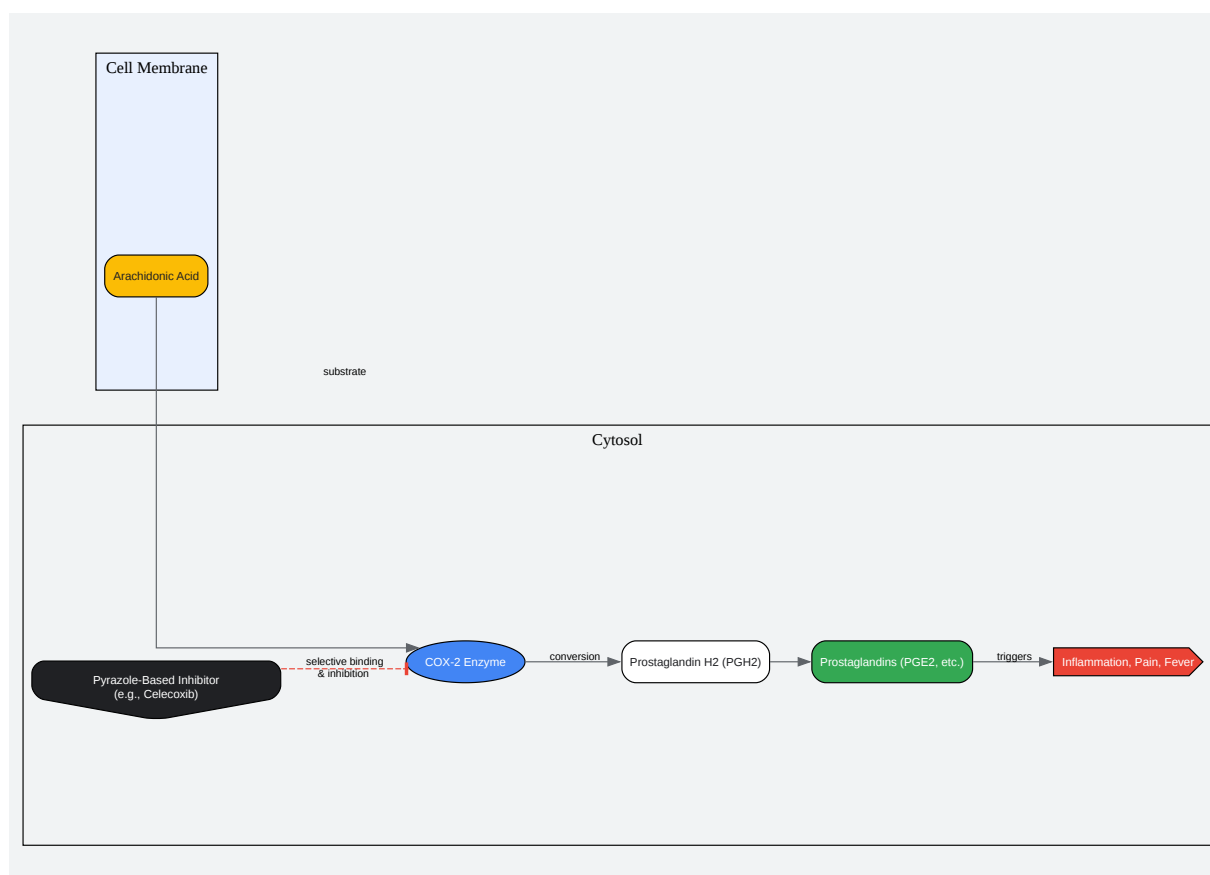 Cell Membrane
Arachidonic Acid
substrate
Cytosol
selective binding
& inhibition
Pyrazole-Based Inhibitor
(e.g., Celecoxib)
COX-2 Enzyme
conversion
Prostaglandin H2 (PGH2)
Prostaglandins (PGE2, etc.)
triggers
Inflammation, Pain, Fever